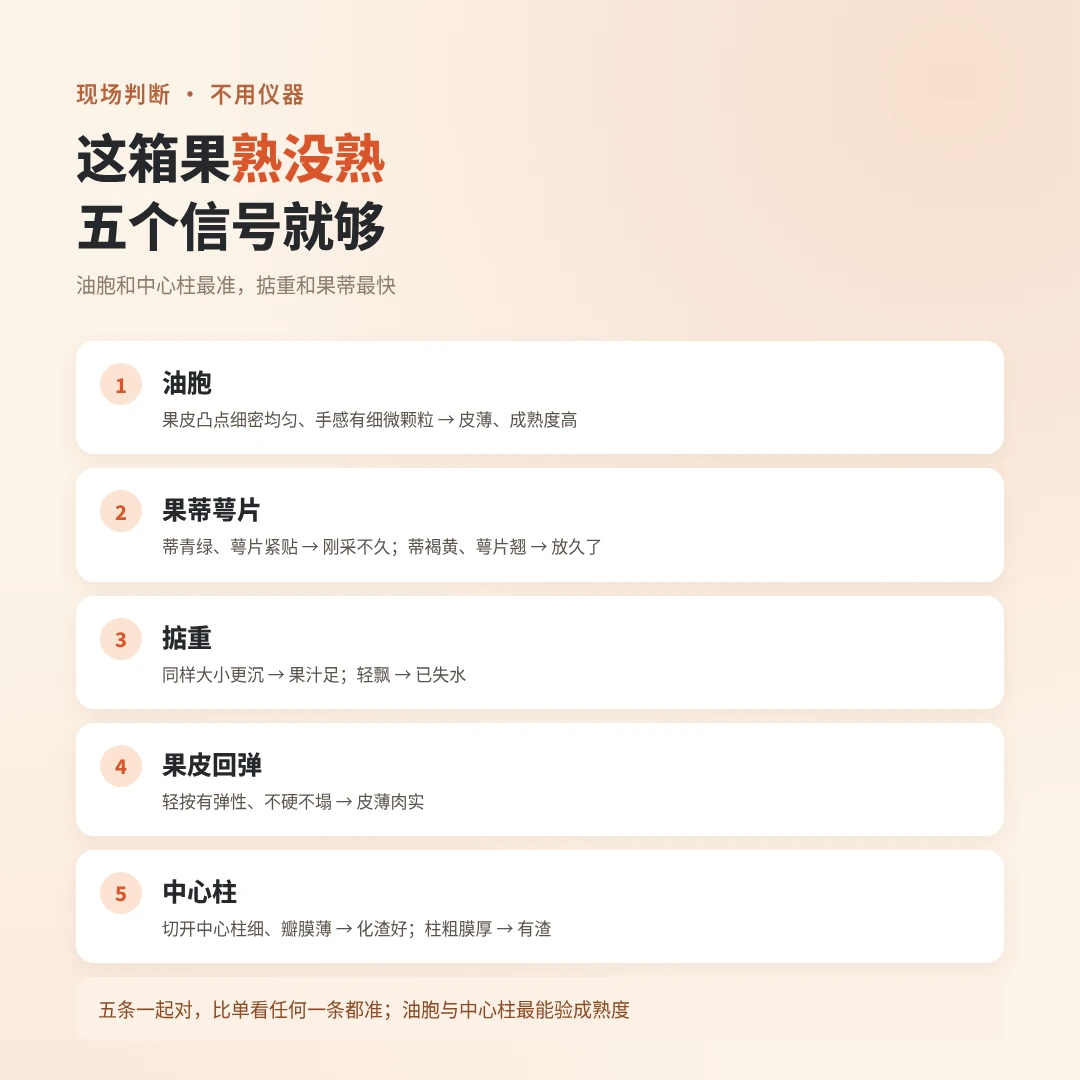 现场判断 · 不用仪器
这箱果熟没熟
五个信号就够
油胞和中心柱最准，掂重和果蒂最快
1 油胞
果皮凸点细密均匀、手感有细微颗粒 → 皮薄、成熟度高
2 果蒂萼片
蒂青绿、萼片紧贴 → 刚采不久；蒂褐黄、萼片翘 → 放久了
3 掂重
同样大小更沉 → 果汁足；轻飘 → 已失水
4 果皮回弹
轻按有弹性、不硬不塌 → 皮薄肉实
5 中心柱
切开中心柱细、瓣膜薄 → 化渣好；柱粗膜厚 → 有渣
五条一起对，比单看任何一条都准；油胞与中心柱最能验成熟度